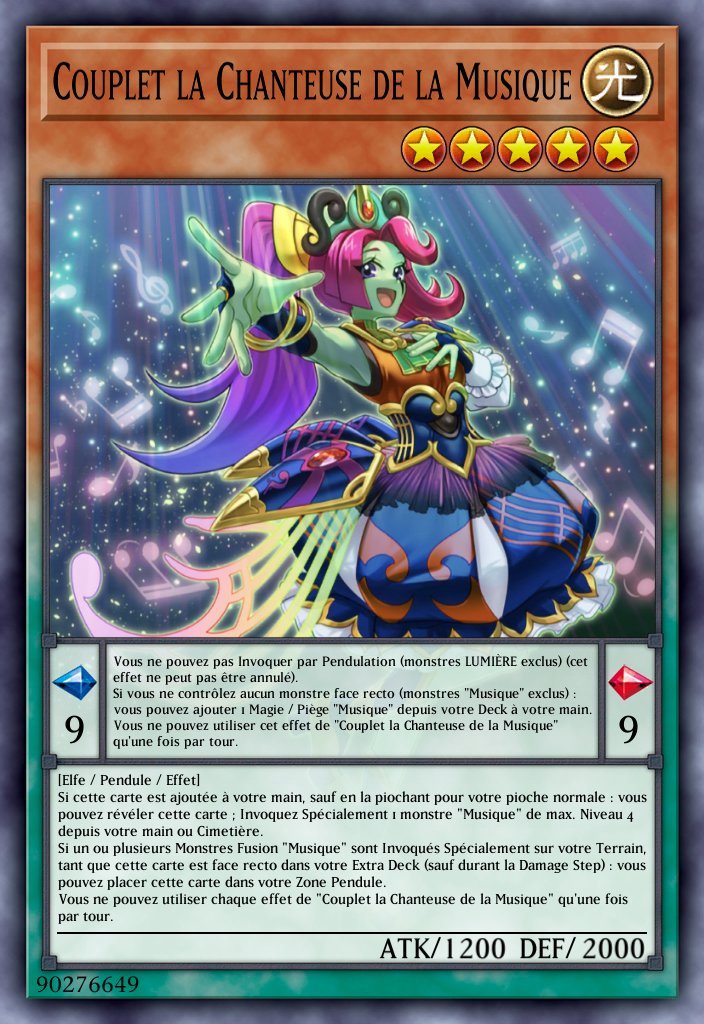 Couplet la Chanteuse de la Musique
光
Vous ne pouvez pas Invoquer par Pendulation (monstres LUMIÈRE exclus) (cet
effet ne peut pas être annulé).
Si vous ne contrôlez aucun monstre face recto (monstres "Musique" exclus) :
vous pouvez ajouter 1 Magie / Piège "Musique" depuis votre Deck à votre main.
Vous ne pouvez utiliser cet effet de "Couplet la Chanteuse de la Musique"
qu'une fois par tour.
9
9
[Elfe / Pendule / Effet]
Si cette carte est ajoutée à votre main, sauf en la piochant pour votre pioche normale : vous
pouvez révéler cette carte ; Invoquez Spécialement 1 monstre "Musique" de max. Niveau 4
depuis votre main ou Cimetière.
Si un ou plusieurs Monstres Fusion "Musique" sont Invoqués Spécialement sur votre Terrain,
tant que cette carte est face recto dans votre Extra Deck (sauf durant la Damage Step) : vous
pouvez placer cette carte dans votre Zone Pendule.
Vous ne pouvez utiliser chaque effet de "Couplet la Chanteuse de la Musique" qu'une fois
par tour.
ATK/1200 DEF/2000
90276649